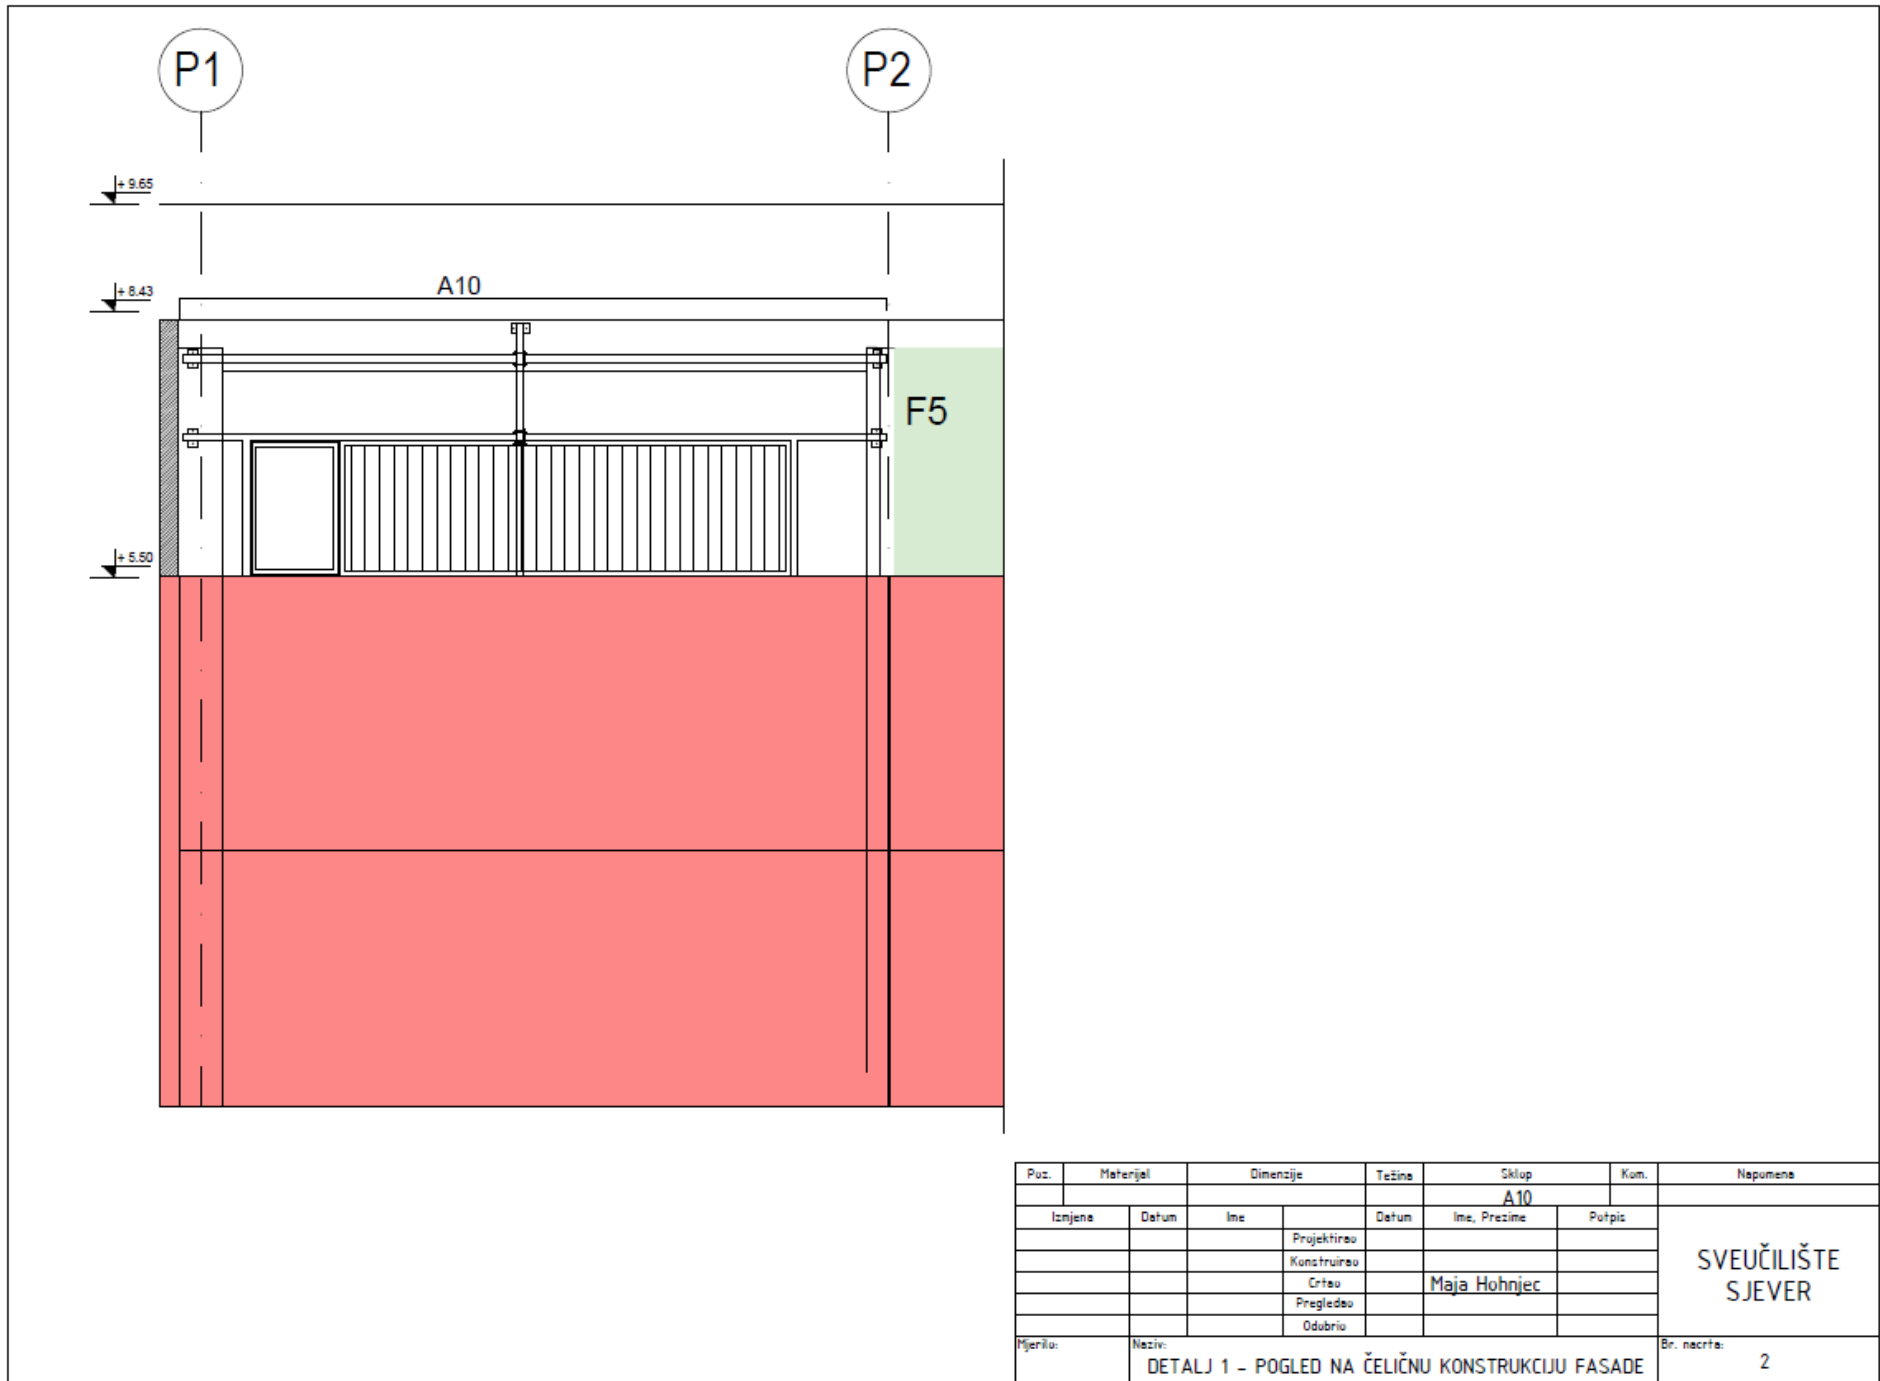 P1
P2
+ 9.65
+ 8.43
A10
F5
+ 5.50
Poz. Materijal Dimenzije Težina Sklop Kom. Napomena
A10
Izmjena Datum Ime Datum Ime, Prezime Potpis
Projektirao
Konstruirao
Crtao Maja Hohnjec
Pregledao
Odobrio
SVEUČILIŠTE
SJEVER
Mjerilo: Naziv: Br. nacrta:
DETALJ 1 - POGLED NA ČELIČNU KONSTRUKCIJU FASADE 2